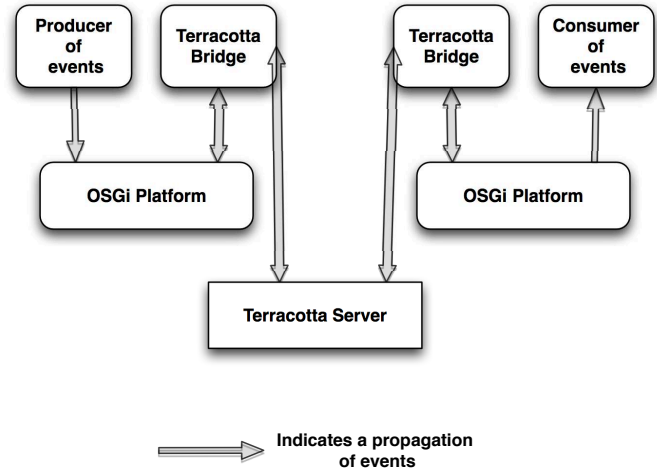 Producer
of
events
Terracotta
Bridge
Terracotta
Bridge
Consumer
of
events
OSGi Platform
OSGi Platform
Terracotta Server
Indicates a propagation
of events